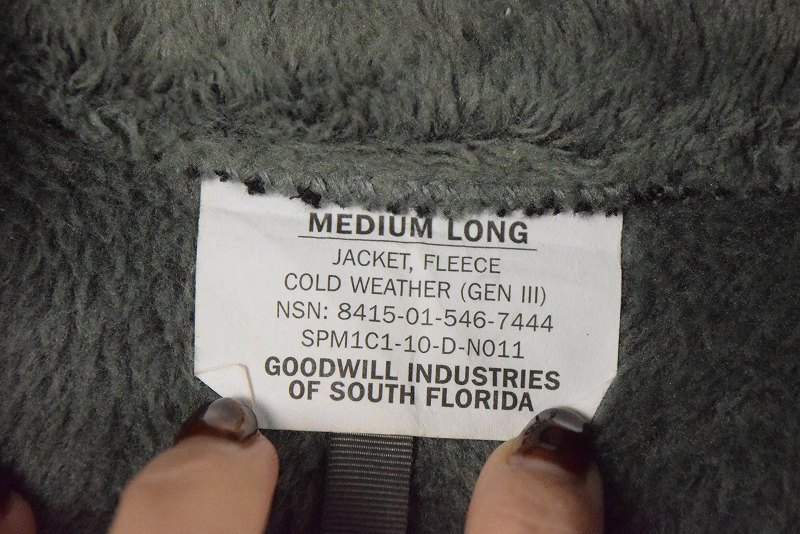 MEDIUM LONG
JACKET, FLEECE
COLD WEATHER (GEN III)
NSN: 8415-01-546-7444
SPM1C1-10-D-N011
GOODWILL INDUSTRIES
OF SOUTH FLORIDA